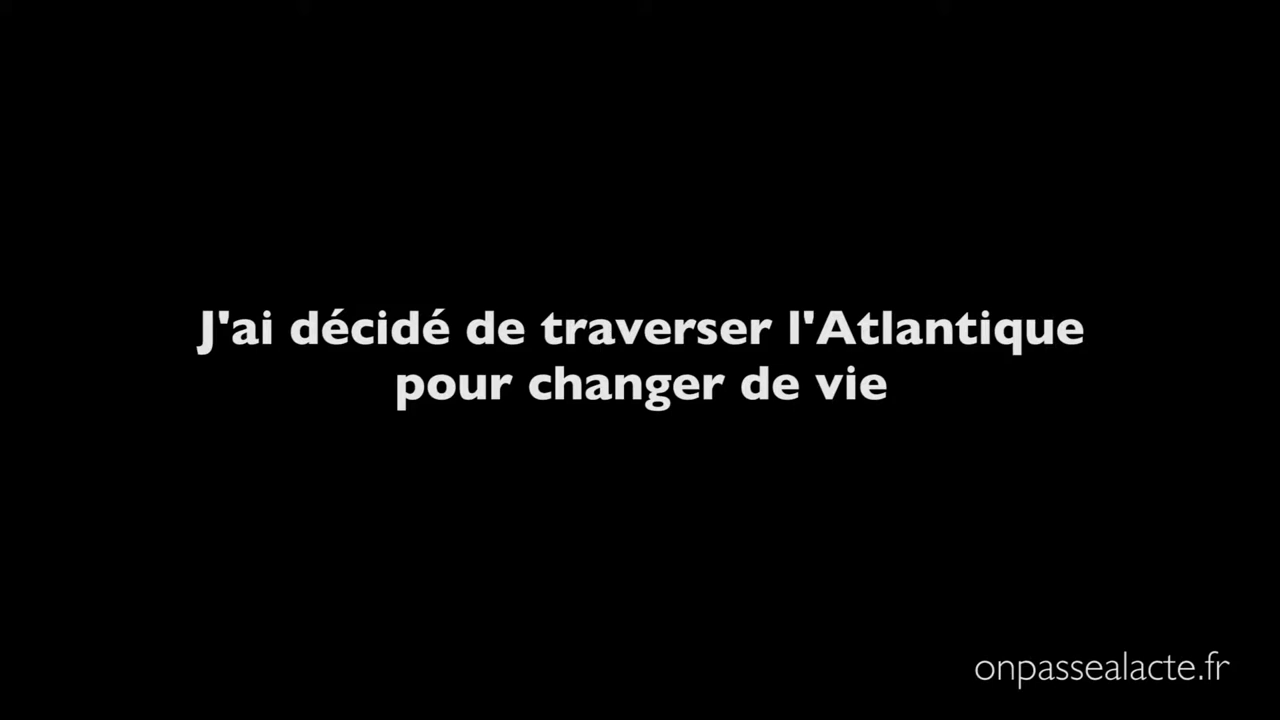 J'ai décidé de traverser l'Atlantique
pour changer de vie
onpassealacte.fr